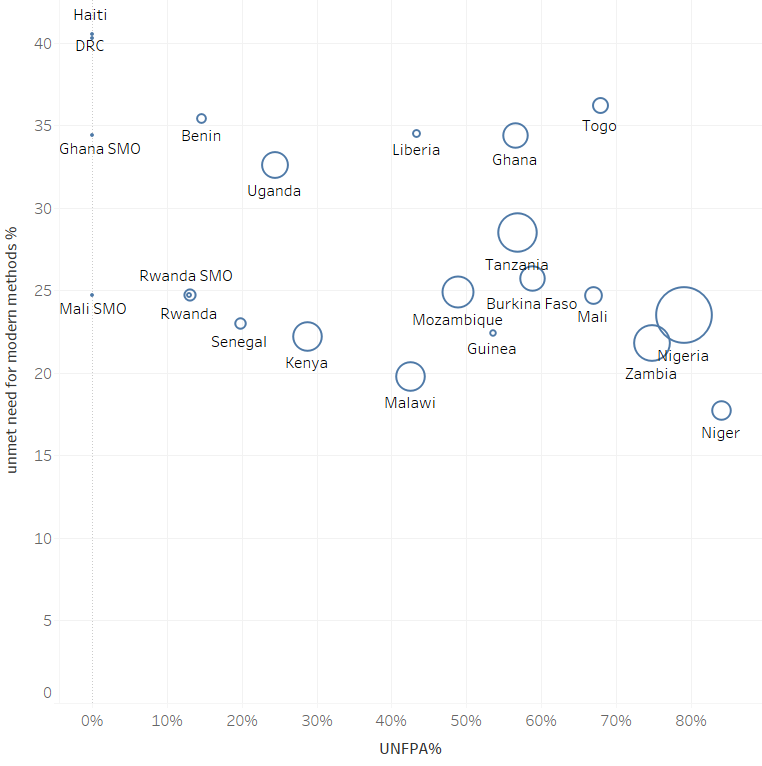 Haiti
40
DRC
35
Togo
Benin
Ghana SMO
Liberia
Ghana
Uganda
30
unmet need for modern methods %
Tanzania
Rwanda SMO
25
Burkina Faso
Mali SMO
Rwanda
Mozambique
Mali
Senegal
Guinea
Nigeria
Kenya
20
Zambia
Malawi
Niger
15
10
5
0
0% 10% 20% 30% 40% 50% 60% 70% 80%
UNFPA%